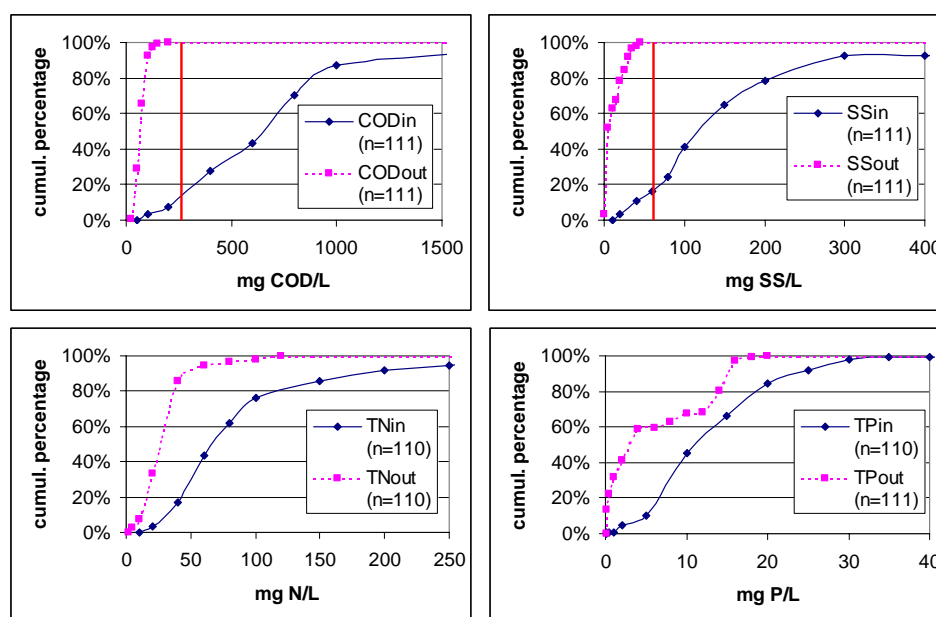 cumul. percentage
100%
80%
60%
40%
20%
0%
CODin
(n=111)
CODout
(n=111)
0 500 1000 1500
mg COD/L
cumul. percentage
100%
80%
60%
40%
20%
0%
SSin
(n=111)
SSout
(n=111)
0 100 200 300 400
mg SS/L
cumul. percentage
100%
80%
60%
40%
20%
0%
TNin
(n=110)
TNout
(n=110)
0 50 100 150 200 250
mg N/L
cumul. percentage
100%
80%
60%
40%
20%
0%
TPin
(n=110)
TPout
(n=111)
0 10 20 30 40
mg P/L